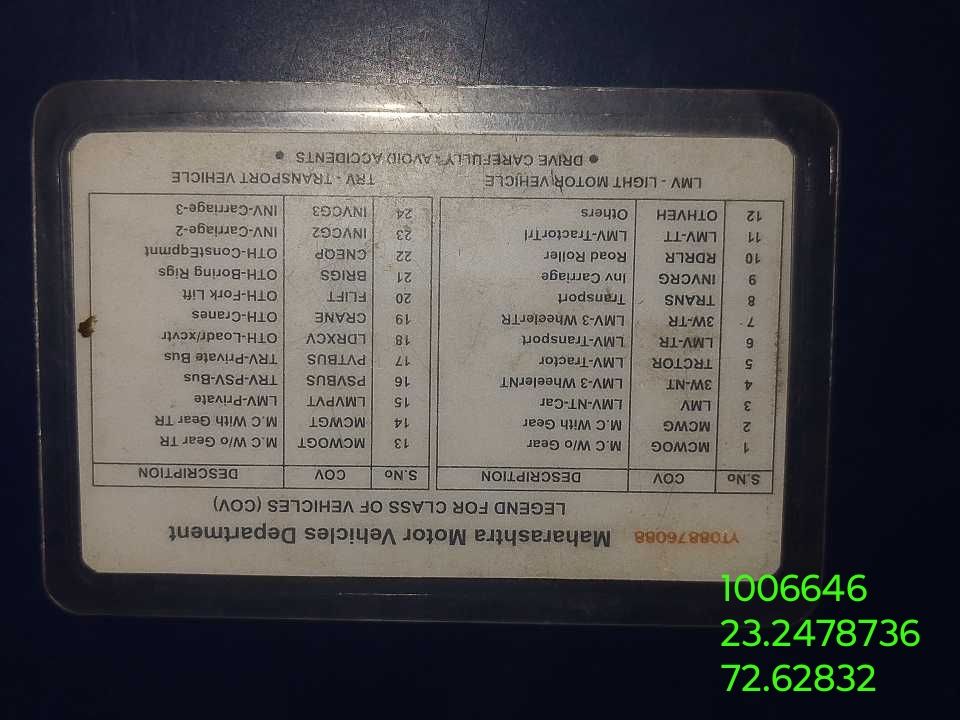 YT08876088 Maharashtra Motor Vehicles Department
LEGEND FOR CLASS OF VEHICLES (COV)
S.No COV DESCRIPTION S.No COV DESCRIPTION
1 MCWOG M.C W/o Gear 13 MCWOGT M.C W/o Gear TR
2 MCWG M.C With Gear 14 MCWGT M.C With Gear TR
3 LMV LMV-NT-Car 15 LMWPVT LMV-Private
4 3W-NT LMV-3 WheelerNT 16 PSVBUS TRV-PSV-Bus
5 TRCTOR LMV-Tractor 17 PVTBUS TRV-Private Bus
6 LMV-TR LMV-Transport 18 LDRXCV OTH-Loadr/xcvtr
7 3W-TR LMV-3 WheelerTR 19 CRANE OTH-Cranes
8 TRANS Transport 20 FLIFT OTH-Fork Lift
9 INVCRG Inv Carriage 21 BRIGS OTH-Boring Rigs
10 RDRLR Road Roller 22 CNEQP OTH-ConstEqpmnt
11 LMV-TT LMV-TractorTrl 23 INVCG2 INV-Carriage-2
12 OTHVEH Others 24 INVCG3 INV-Carriage-3
LMV - LIGHT MOTOR VEHICLE TRV - TRANSPORT VEHICLE
● DRIVE CAREFULLY - AVOID ACCIDENTS ●
1006646
23.2478736
72.62832